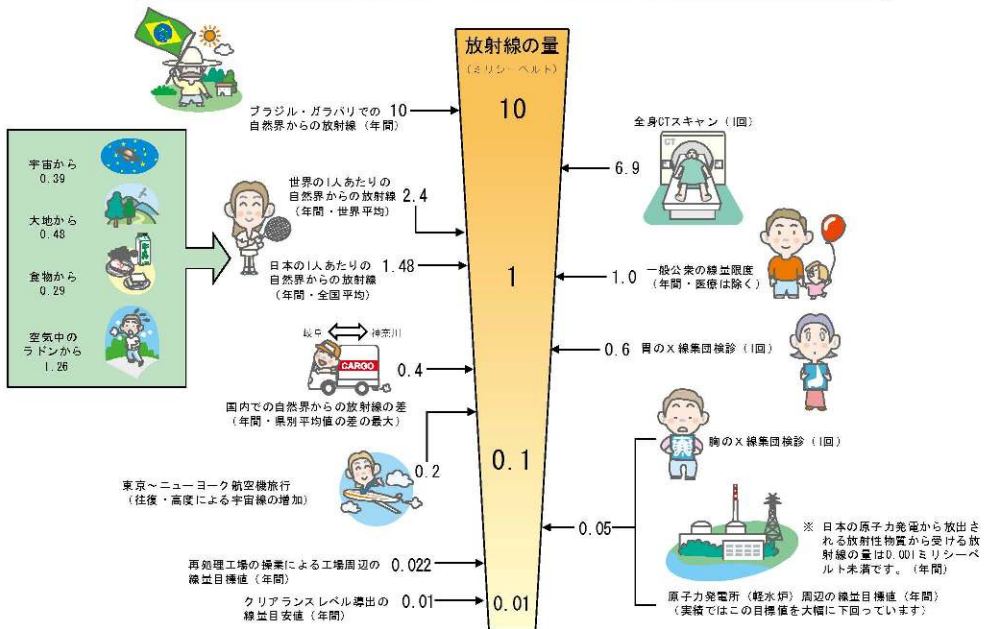 放射線の量
(ミリシーベルト)
10
1
0.1
0.01
ブラジル・ガラパリでの
自然界からの放射線(年間)
10
宇宙から
0.39
大地から
0.48
食物から
0.29
空気中の
ラドンから
1.26
世界の1人あたりの
自然界からの放射線
(年間・世界平均)
2.4
日本の1人あたりの
自然界からの放射線
(年間・全国平均)
1.48
岐阜
神奈川
CARGO
0.4
国内での自然界からの放射線の差
(年間・県別平均値の差の最大)
0.2
東京~ニューヨーク航空機旅行
(往復・高度による宇宙線の増加)
再処理工場の操業による工場周辺の
線量目標値(年間)
0.022
クリアランスレベル導出の
線量目安値(年間)
0.01
全身CTスキャン(1回)
CT
6.9
1.0
一般公衆の線量限度
(年間・医療は除く)
0.6
胃のX線集団検診(1回)
胸のX線集団検診(1回)
0.05
※ 日本の原子力発電から放出さ
れる放射性物質から受ける放
射線の量は0.001ミリシーベ
ルト未満です。(年間)
原子力発電所(軽水炉)周辺の線量目標値(年間)
(実績ではこの目標値を大幅に下回っています)